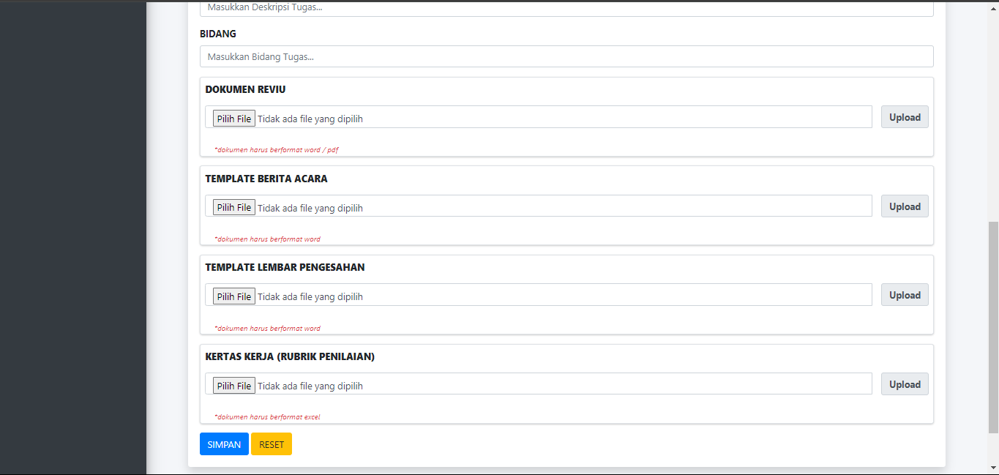 Masukkan Deskripsi Tugas...
BIDANG
Masukkan Bidang Tugas...
DOKUMEN REVIU
Pilih File Tidak ada file yang dipilih Upload
*dokumen harus berformat word / pdf
TEMPLATE BERITA ACARA
Pilih File Tidak ada file yang dipilih Upload
*dokumen harus berformat word
TEMPLATE LEMBAR PENGESAHAN
Pilih File Tidak ada file yang dipilih Upload
*dokumen harus berformat word
KERTAS KERJA (RUBRIK PENILAIAN)
Pilih File Tidak ada file yang dipilih Upload
*dokumen harus berformat excel
SIMPAN RESET